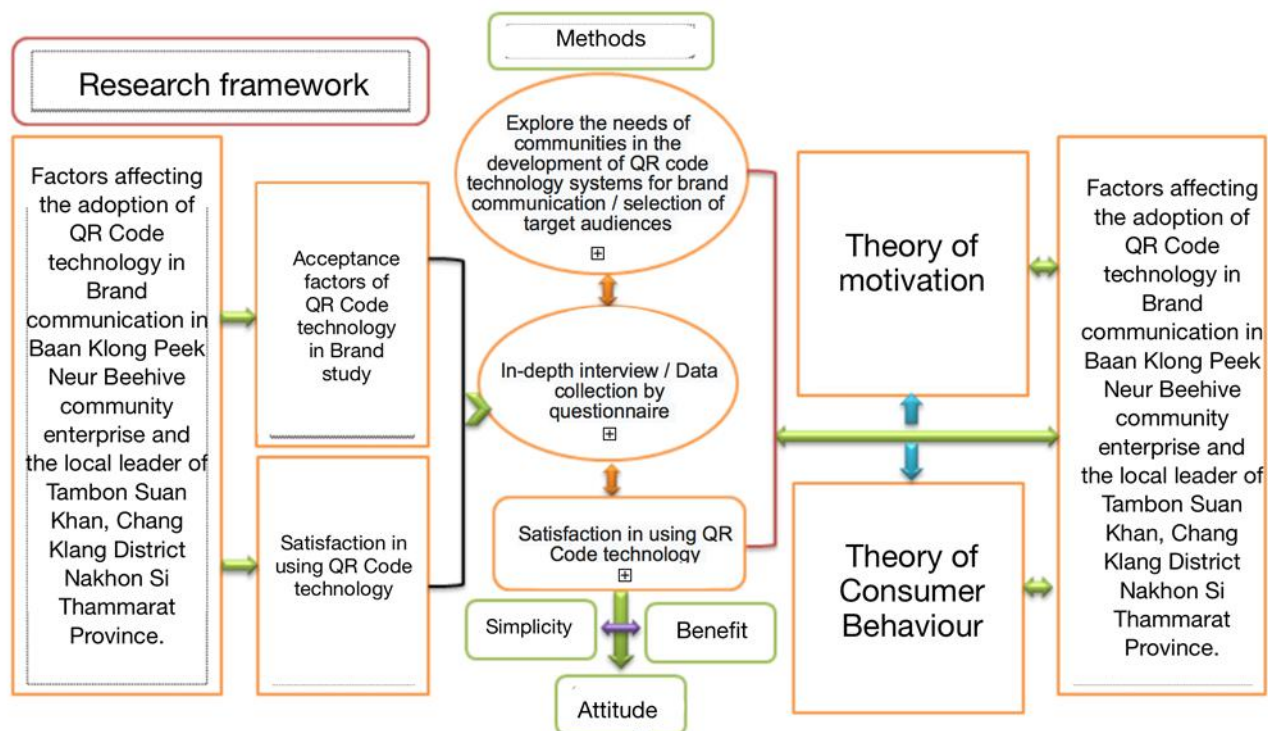 Research framework
Methods
Factors affecting
the adoption of
QR Code
technology in
Brand
communication in
Baan Klong Peek
Neur Beehive
community
enterprise and
the local leader of
Tambon Suan
Khan, Chang
Klang District
Nakhon Si
Thammarat
Province.
Acceptance
factors of
QR Code
technology
in Brand
study
Satisfaction in
using QR Code
technology
Explore the needs of
communities in the
development of QR code
technology systems for brand
communication / selection of
target audiences
In-depth interview / Data
collection by
questionnaire
Satisfaction in using QR
Code technology
Simplicity
Benefit
Attitude
Theory of
motivation
Theory of
Consumer
Behaviour
Factors affecting
the adoption of
QR Code
technology in
Brand
communication in
Baan Klong Peek
Neur Beehive
community
enterprise and
the local leader of
Tambon Suan
Khan, Chang
Klang District
Nakhon Si
Thammarat
Province.